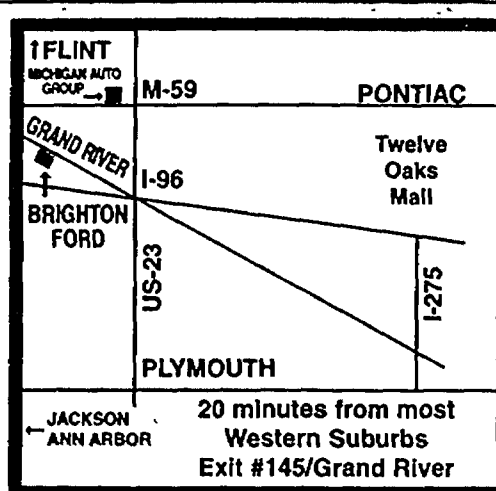 ↑FLINT
MICHIGAN AUTO
GROUP →
M-59
PONTIAC
GRAND RIVER
Twelve
Oaks
Mall
I-96
BRIGHTON
FORD
US-23
I-275
PLYMOUTH
← JACKSON
ANN ARBOR
20 minutes from most
Western Suburbs
Exit #145/Grand River